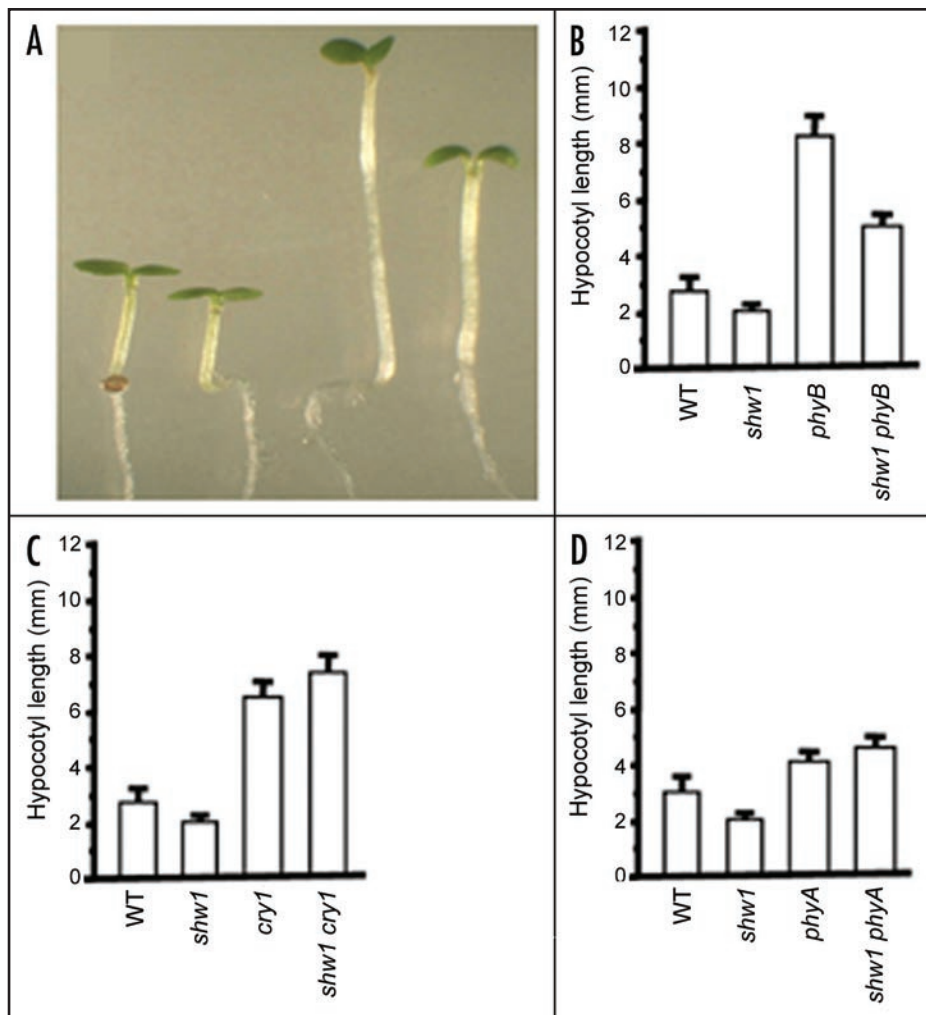 A
B
Hypocotyl length (mm)
12
10
8
6
4
2
0
WT
shw1
phyB
shw1 phyB
C
Hypocotyl length (mm)
12
10
8
6
4
2
0
WT
shw1
cry1
shw1 cry1
D
Hypocotyl length (mm)
12
10
8
6
4
2
0
WT
shw1
phyA
shw1 phyA